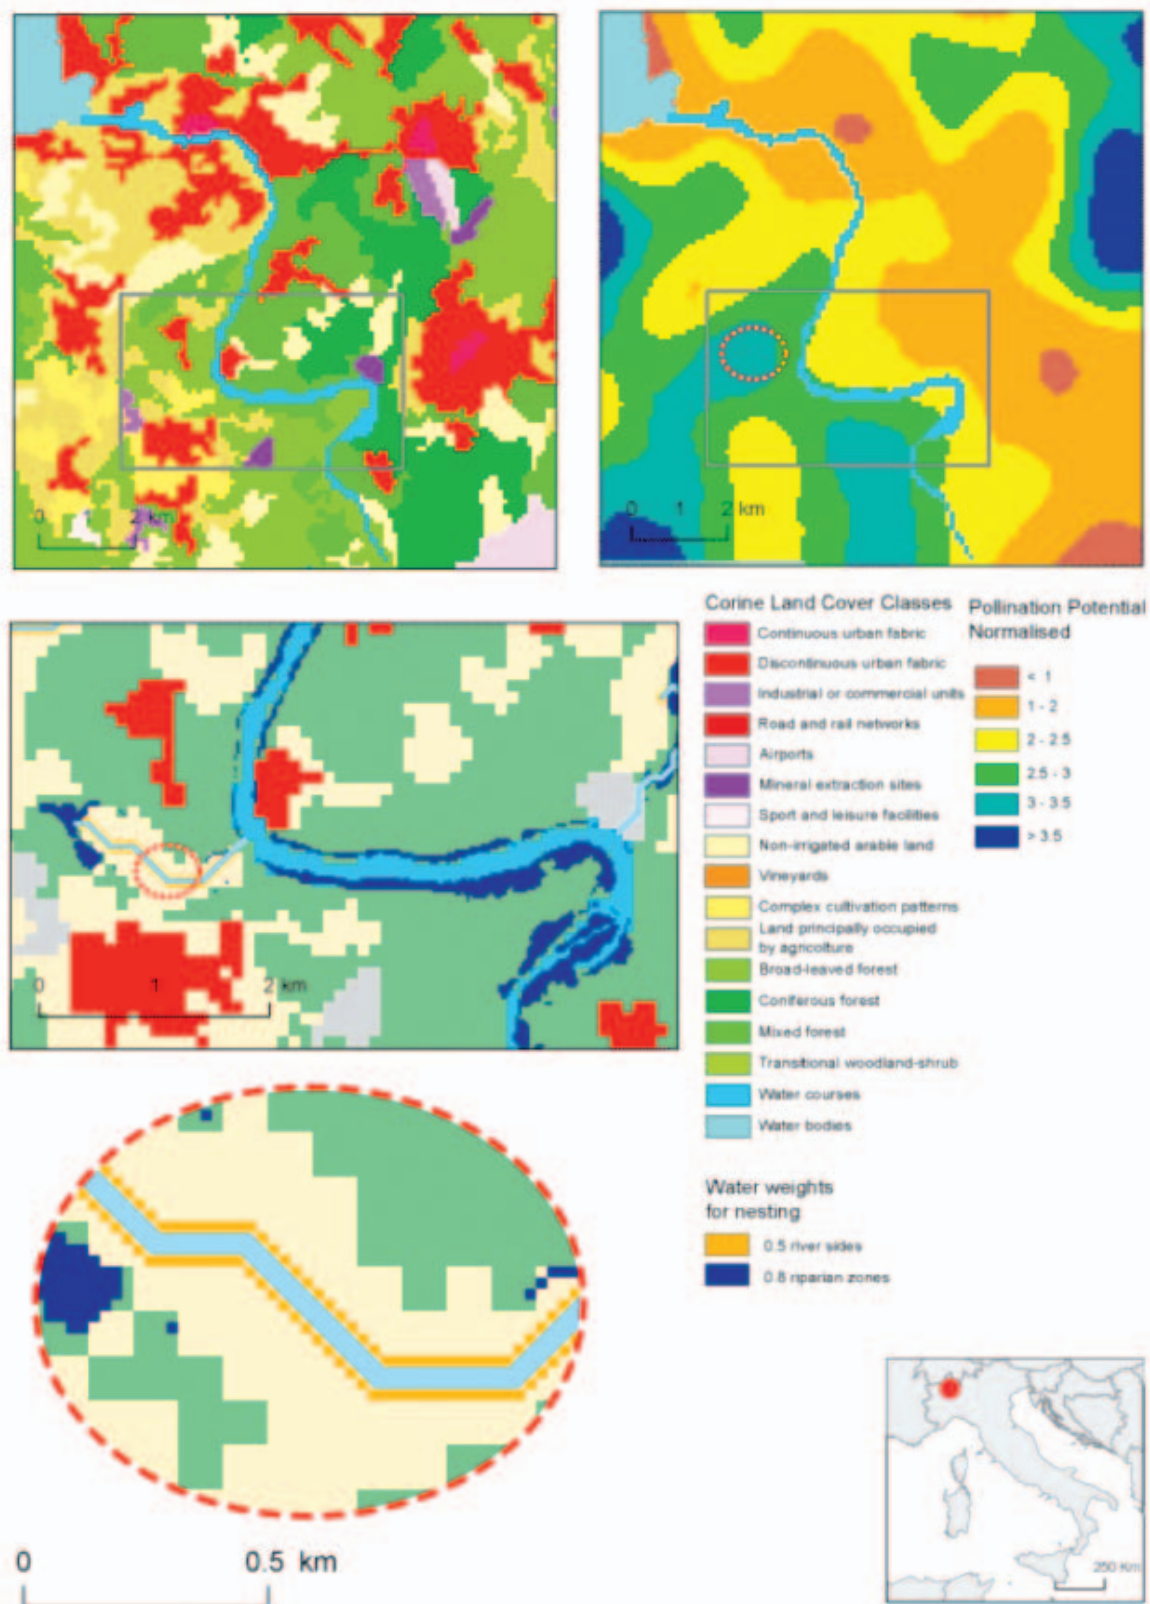 0 1 2 km
0 1 2 km
Corine Land Cover Classes
Continuous urban fabric
Discontinuous urban fabric
Industrial or commercial units
Road and rail networks
Airports
Mineral extraction sites
Sport and leisure facilities
Non-irrigated arable land
Vineyards
Complex cultivation patterns
Land principally occupied
by agricolture
Broad-leaved forest
Coniferous forest
Mixed forest
Transitional woodland-shrub
Water courses
Water bodies
Pollination Potential
Normalised
< 1
1 - 2
2 - 2.5
2.5 - 3
3 - 3.5
> 3.5
0 1 2 km
Water weights
for nesting
0.5 river sides
0.8 riparian zones
0 0.5 km
250 Km